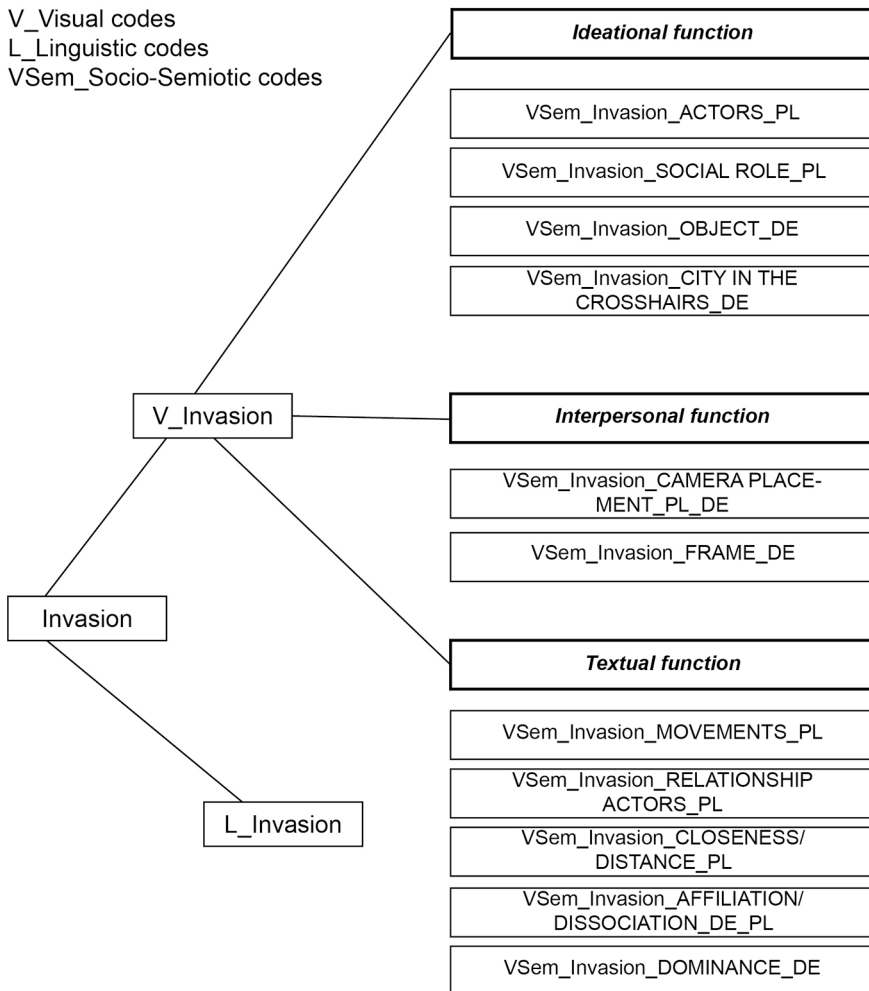 V_Visual codes
L_Linguistic codes
VSem_Socio-Semiotic codes
Ideational function
VSem_Invasion_ACTORS_PL
VSem_Invasion_SOCIAL ROLE_PL
VSem_Invasion_OBJECT_DE
VSem_Invasion_CITY IN THE
CROSSHAIRS_DE
V_Invasion
Interpersonal function
VSem_Invasion_CAMERA PLACE-
MENT_PL_DE
VSem_Invasion_FRAME_DE
Invasion
Textual function
VSem_Invasion_MOVEMENTS_PL
VSem_Invasion_RELATIONSHIP
ACTORS_PL
L_Invasion
VSem_Invasion_CLOSENESS/
DISTANCE_PL
VSem_Invasion_AFFILIATION/
DISSOCIATION_DE_PL
VSem_Invasion_DOMINANCE_DE